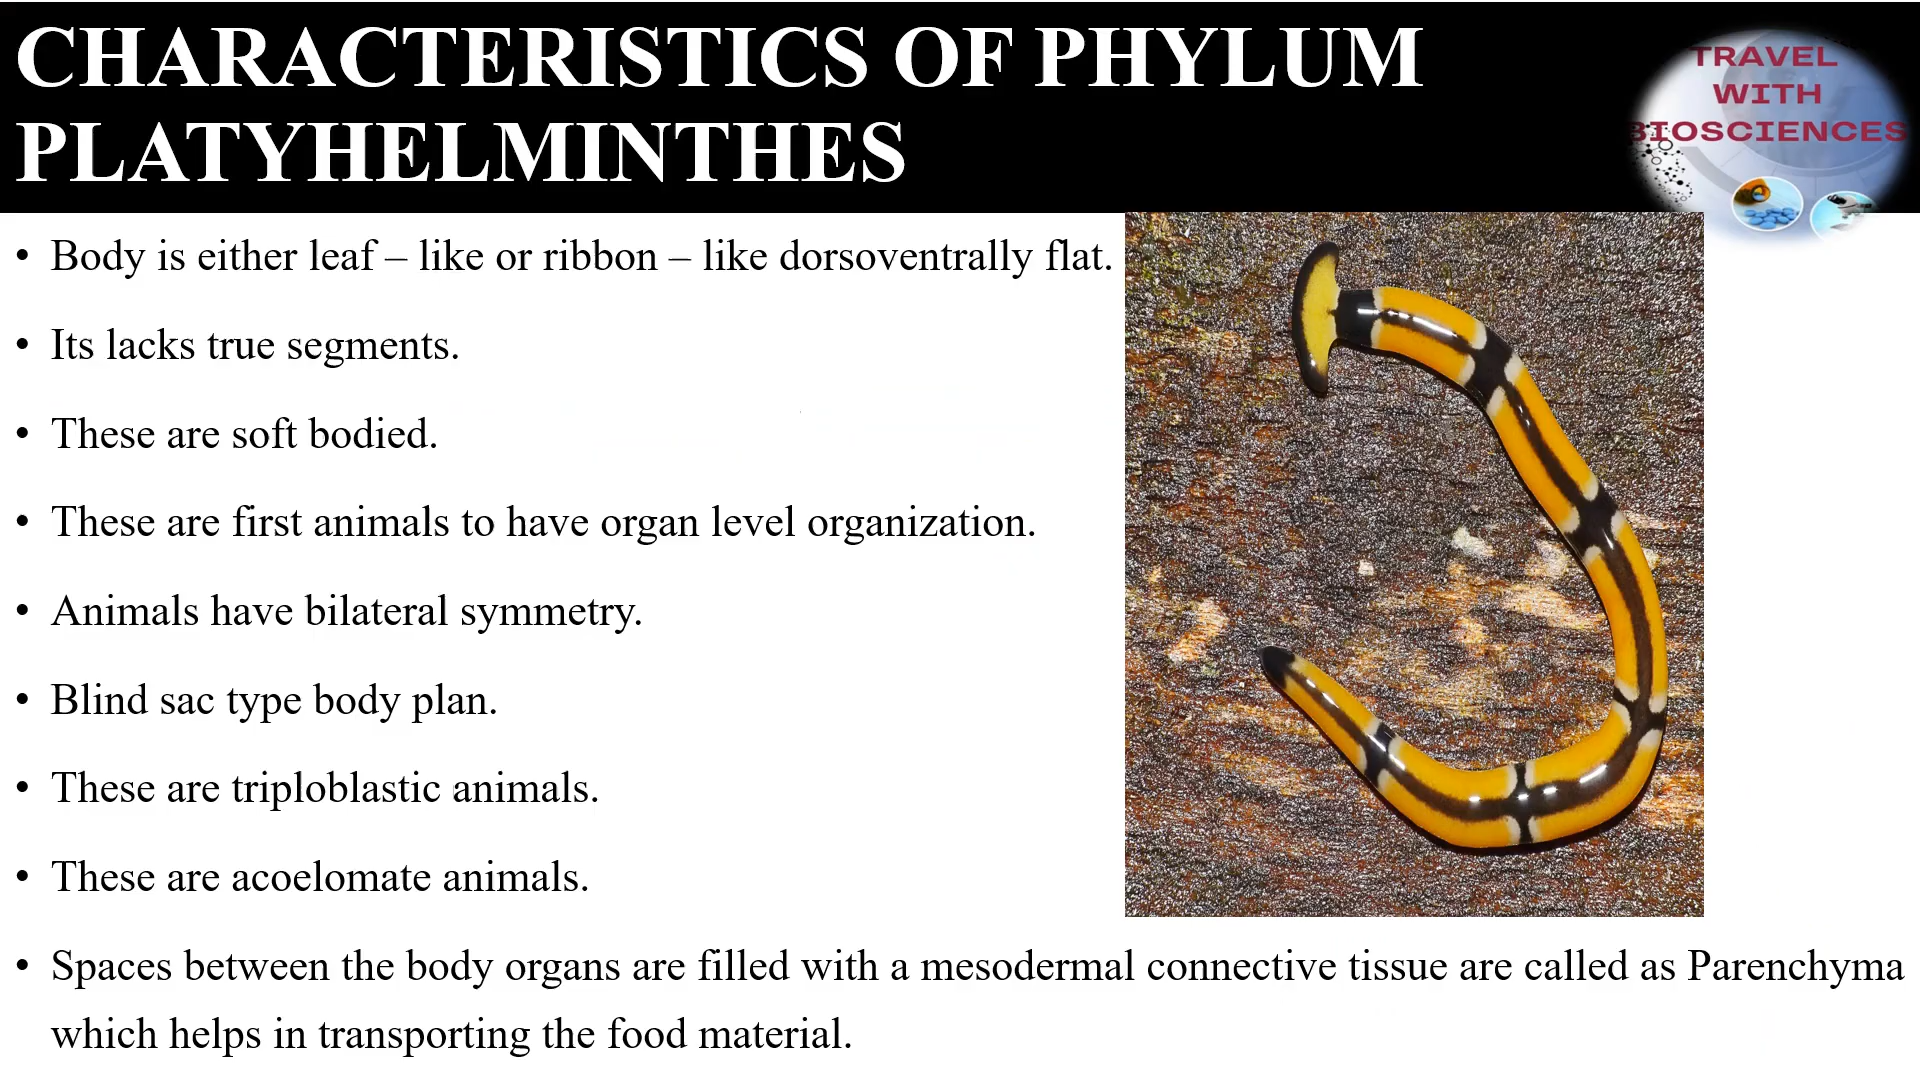 CHARACTERISTICS OF PHYLUM
PLATYHELMINTHES
TRAVEL
WITH
BIOSCIENCES
• Body is either leaf – like or ribbon – like dorsoventrally flat.
• Its lacks true segments.
• These are soft bodied.
• These are first animals to have organ level organization.
• Animals have bilateral symmetry.
• Blind sac type body plan.
• These are triploblastic animals.
• These are acoelomate animals.
• Spaces between the body organs are filled with a mesodermal connective tissue are called as Parenchyma
which helps in transporting the food material.